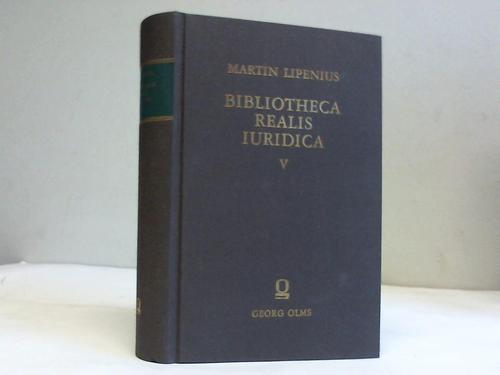 MARTIN LIPENIUS
BIBLIOTHECA
REALIS
IURIDICA
V
GEORG OLMS